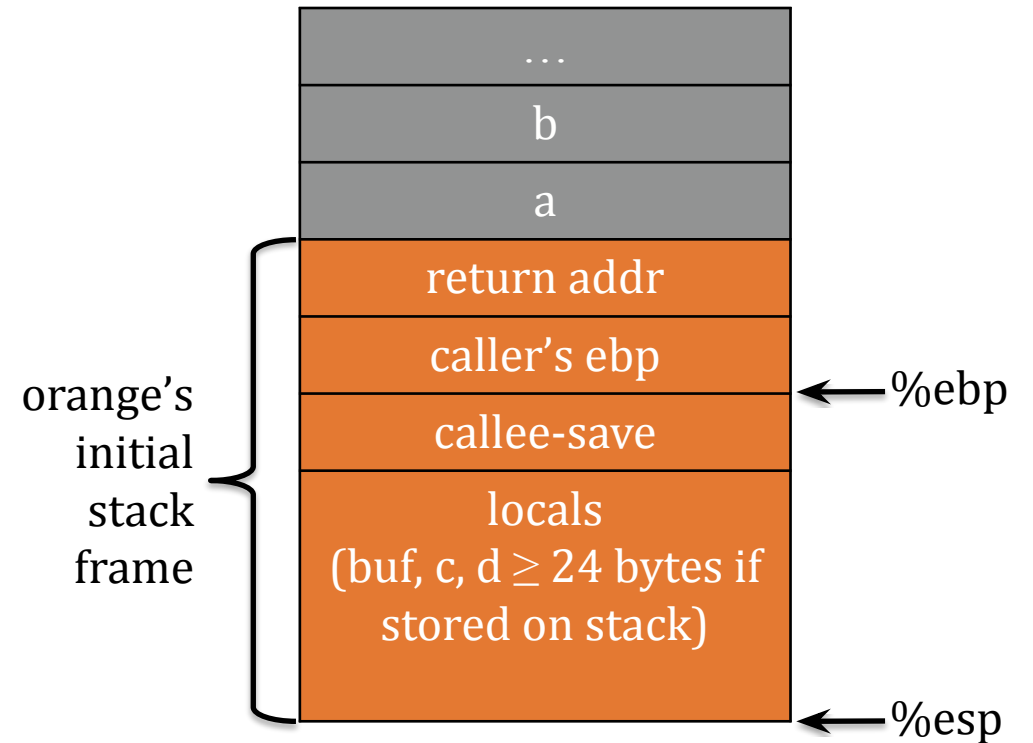 …
b
a
return addr
caller’s ebp
%ebp
callee-save
orange’s
initial
stack
frame
locals
(buf, c, d ≥ 24 bytes if
stored on stack)
%esp